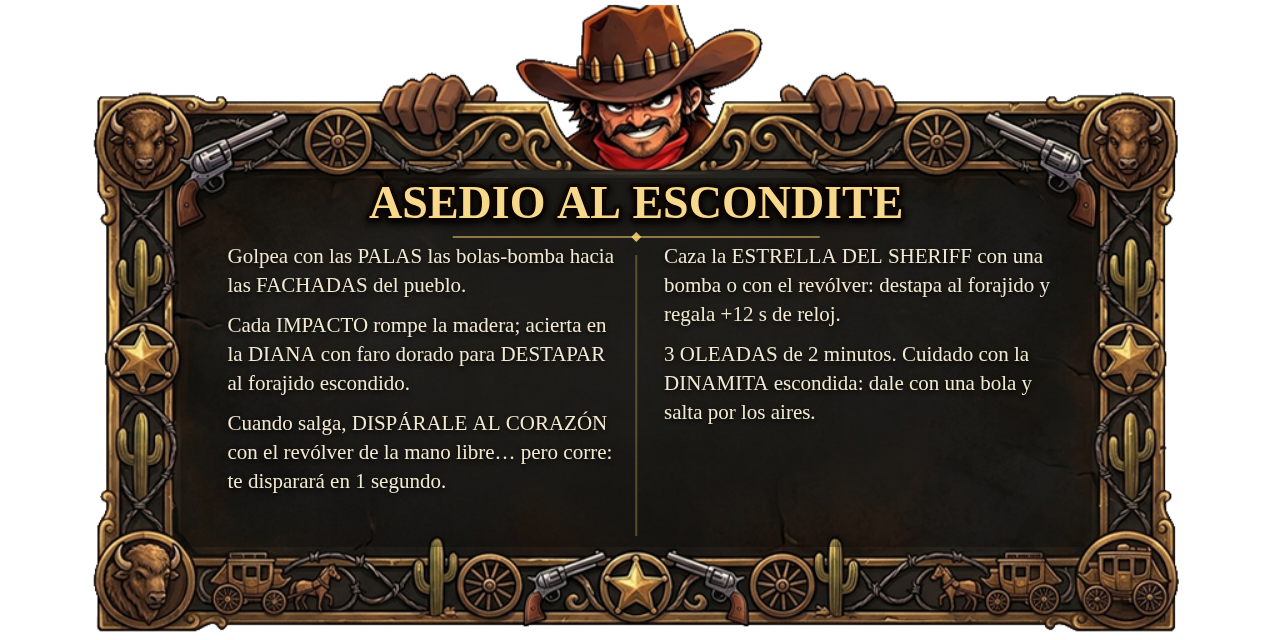 ASEDIO AL ESCONDITE
Golpea con las PALAS las bolas-bomba hacia
las FACHADAS del pueblo.
Cada IMPACTO rompe la madera; acierta en
la DIANA con faro dorado para DESTAPAR
al forajido escondido.
Cuando salga, DISPÁRALE AL CORAZÓN
con el revólver de la mano libre… pero corre:
te disparará en 1 segundo.
Caza la ESTRELLA DEL SHERIFF con una
bomba o con el revólver: destapa al forajido y
regala +12 s de reloj.
3 OLEADAS de 2 minutos. Cuidado con la
DINAMITA escondida: dale con una bola y
salta por los aires.